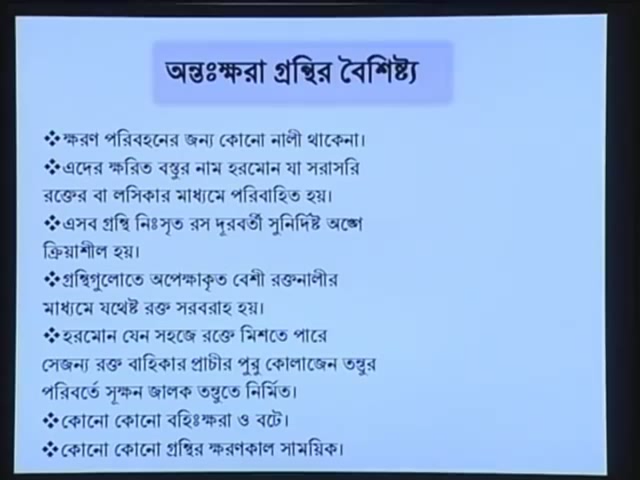 অন্তঃক্ষরা গ্রন্থির বৈশিষ্ট্য
❖ক্ষরণ পরিবহনের জন্য কোনো নালী থাকেনা।
❖এদের ক্ষরিত বস্তুর নাম হরমোন যা সরাসরি
রক্তের বা লসিকার মাধ্যমে পরিবাহিত হয়।
❖এসব গ্রন্থি নিঃসৃত রস দূরবর্তী সুনির্দিষ্ট অঙ্গে
ক্রিয়াশীল হয়।
❖গ্রন্থিগুলোতে অপেক্ষাকৃত বেশী রক্তনালীর
মাধ্যমে যথেষ্ট রক্ত সরবরাহ হয়।
❖হরমোন যেন সহজে রক্তে মিশতে পারে
সেজন্য রক্ত বাহিকার প্রাচীর পুরু কোলাজেন তন্তুর
পরিবর্তে সূক্ষন জালক তন্তুতে নির্মিত।
❖কোনো কোনো বহিঃক্ষরা ও বটে।
❖কোনো কোনো গ্রন্থির ক্ষরণকাল সাময়িক।